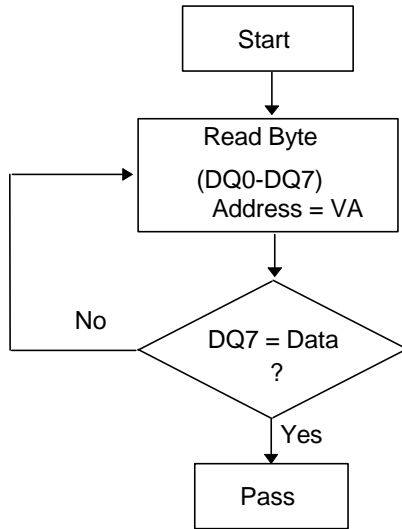 Start
Read Byte
(DQ0-DQ7)
Address = VA
No
DQ7 = Data
?
Yes
Pass